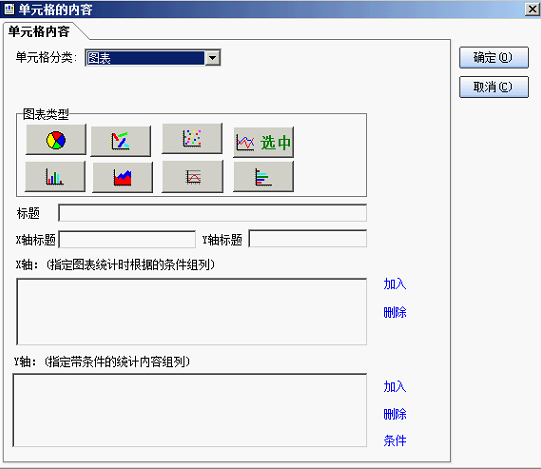 单元格的内容
单元格内容
单元格分类: 图表
确定(O)
取消(C)
图表类型
选中
标题
X轴标题 Y轴标题
X轴: (指定图表统计时根据的条件组列)
加入
删除
Y轴: (指定带条件的统计内容组列)
加入
删除
条件